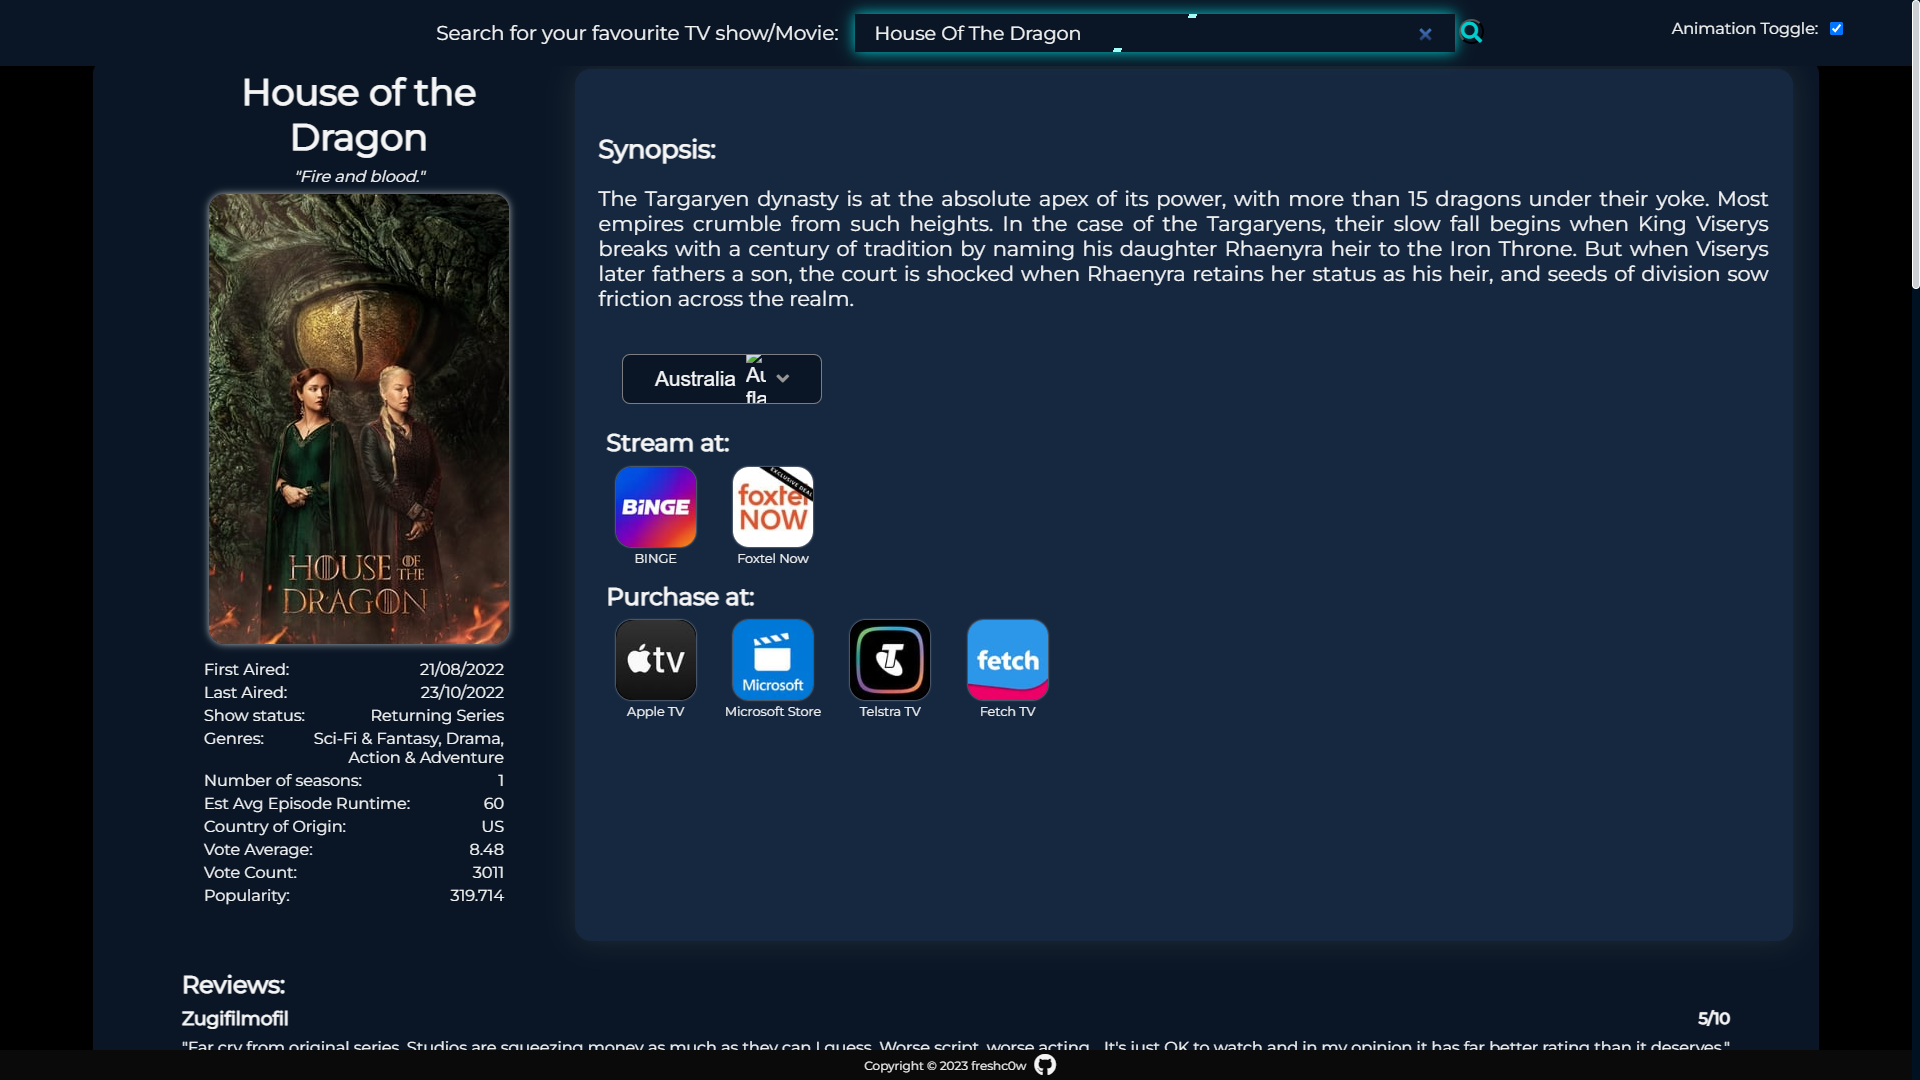 Search for your favourite TV show/Movie:
House Of The Dragon
Animation Toggle:
House of the
Dragon
"Fire and blood."
HOUSE OF THE
DRAGON
First Aired: 21/08/2022
Last Aired: 23/10/2022
Show status: Returning Series
Genres: Sci-Fi & Fantasy, Drama,
Action & Adventure
Number of seasons: 1
Est Avg Episode Runtime: 60
Country of Origin: US
Vote Average: 8.48
Vote Count: 3011
Popularity: 319.714
Synopsis:
The Targaryen dynasty is at the absolute apex of its power, with more than 15 dragons under their yoke. Most
empires crumble from such heights. In the case of the Targaryens, their slow fall begins when King Viserys
breaks with a century of tradition by naming his daughter Rhaenyra heir to the Iron Throne. But when Viserys
later fathers a son, the court is shocked when Rhaenyra retains her status as his heir, and seeds of division sow
friction across the realm.
Australia
Au
fla
Stream at:
BiNGE
EXCLUSIVE DEAL
foxtel
NOW
BINGE
Foxtel Now
Purchase at:
tv
Microsoft
T
fetch
Apple TV
Microsoft Store
Telstra TV
Fetch TV
Reviews:
Zugifilmofil 5/10
"Far cry from original series. Studios are squeezing money as much as they can I guess. Worse script, worse acting... It's just OK to watch and in my opinion it has far better rating than it deserves."
Copyright © 2023 freshc0w